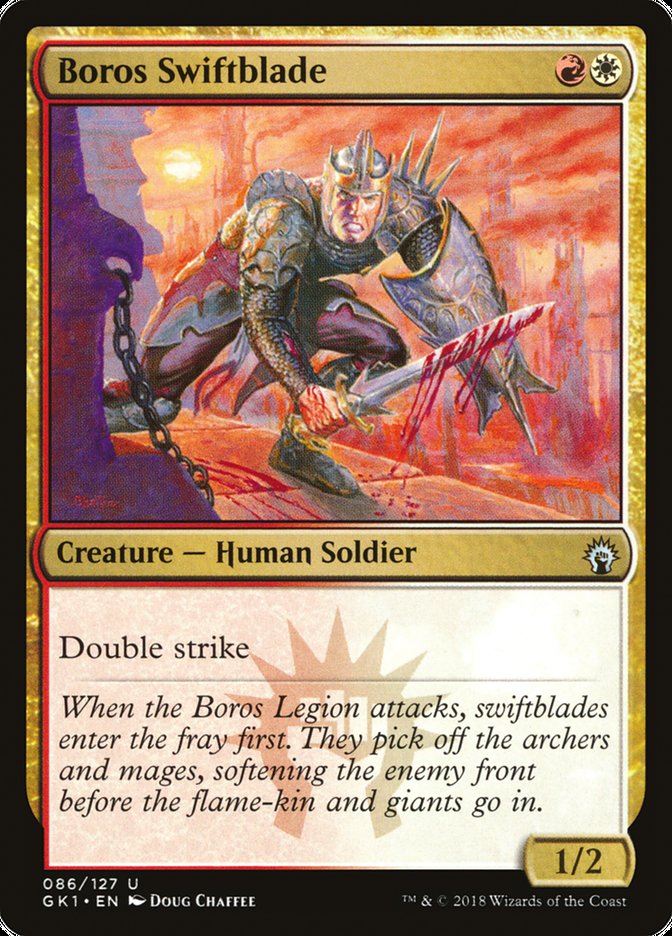 Boros Swiftblade
Creature — Human Soldier
Double strike
When the Boros Legion attacks, swiftblades
enter the fray first. They pick off the archers
and mages, softening the enemy front
before the flame-kin and giants go in.
1/2
086/127 U
GK1 • EN Doug Chaffee
™ & © 2018 Wizards of the Coast